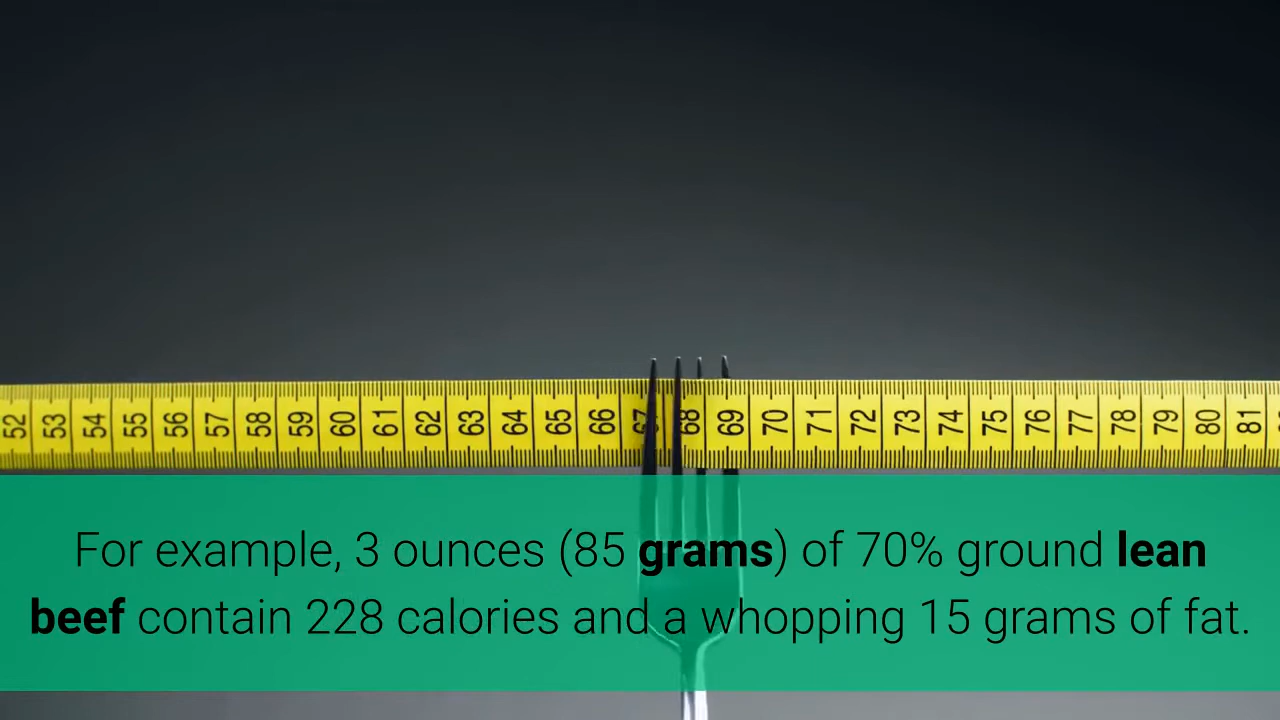 52 53 54 55 56 57 58 59 60 61 62 63 64 65 66 67 68 69 70 71 72 73 74 75 76 77 78 79 80 81
For example, 3 ounces (85 grams) of 70% ground lean
beef contain 228 calories and a whopping 15 grams of fat.